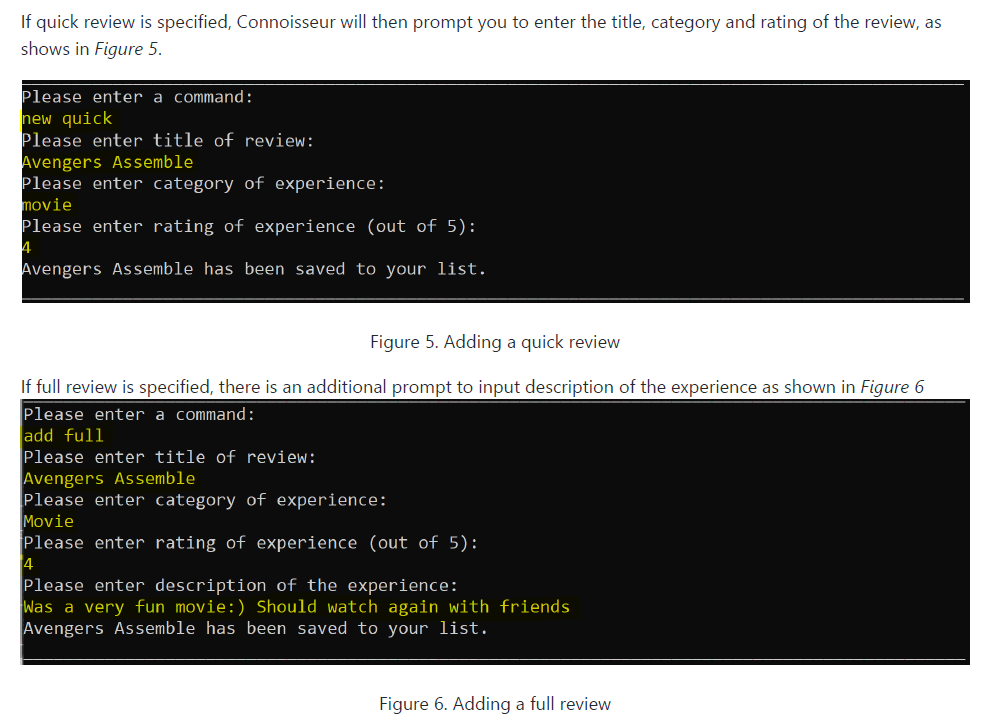 If quick review is specified, Connoisseur will then prompt you to enter the title, category and rating of the review, as
shows in Figure 5.
Please enter a command:
new quick
Please enter title of review:
Avengers Assemble
Please enter category of experience:
movie
Please enter rating of experience (out of 5):
4
Avengers Assemble has been saved to your list.
Figure 5. Adding a quick review
If full review is specified, there is an additional prompt to input description of the experience as shown in Figure 6
Please enter a command:
add full
Please enter title of review:
Avengers Assemble
Please enter category of experience:
Movie
Please enter rating of experience (out of 5):
4
Please enter description of the experience:
Was a very fun movie:) Should watch again with friends
Avengers Assemble has been saved to your list.
Figure 6. Adding a full review